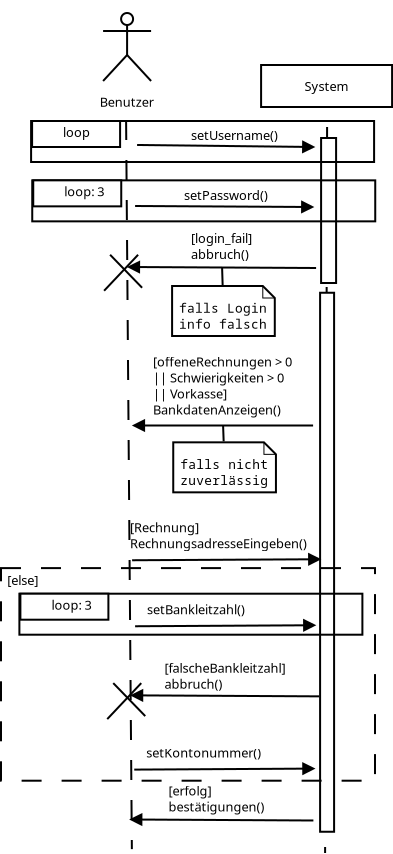 Benutzer
System
loop
setUsername()
loop: 3
setPassword()
[login_fail]
abbruch()
falls Login
info falsch
[offeneRechnungen > 0
|| Schwierigkeiten > 0
|| Vorkasse]
BankdatenAnzeigen()
falls nicht
zuverlässig
[Rechnung]
RechnungsadresseEingeben()
[else]
loop: 3
setBankleitzahl()
[falscheBankleitzahl]
abbruch()
setKontonummer()
[erfolg]
bestätigungen()